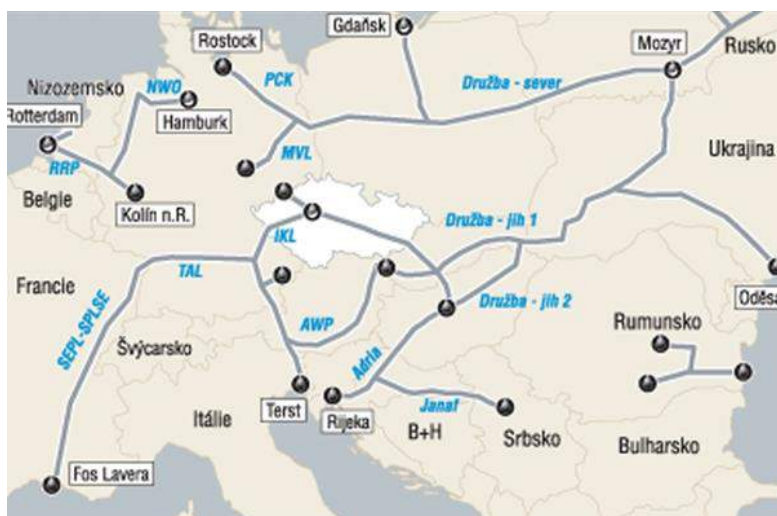 Gdaňsk
Rostock
Mozyr
Rusko
PCK
Družba - sever
Nizozemsko
NWO
Rotterdam
Hamburk
Ukrajina
RRP
MVL
Belgie
Kolín n.R.
Družba - jih 1
IKL
TAL
Francie
Družba - jih 2
Oděsa
AWP
Rumunsko
SEPL-SPLSE
Švýcarsko
Adria
Terst
Rijeka
Janaf
Itálie
B+H
Srbsko
Bulharsko
Fos Lavera